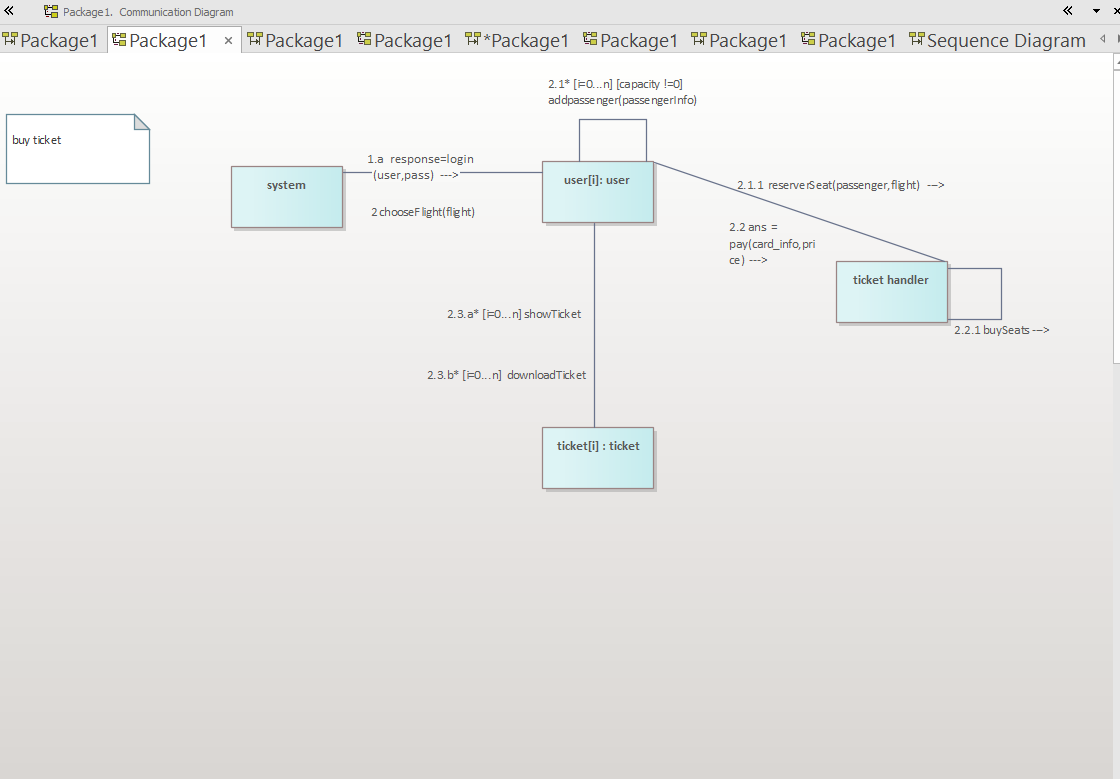 Package1. Communication Diagram
Package1
Package1
Package1
Package1
*Package1
Package1
Package1
Package1
Sequence Diagram
2.1* [i=0...n] [capacity !=0]
addpassenger(passengerInfo)
buy ticket
1.a response=login
(user,pass) --->
system
user[i]: user
2.1.1 reserverSeat(passenger,flight) --->
2 chooseFlight(flight)
2.2 ans =
pay(card_info,pri
ce) --->
ticket handler
2.3.a* [i=0...n] showTicket
2.2.1 buySeats --->
2.3.b* [i=0...n] downloadTicket
ticket[i] : ticket